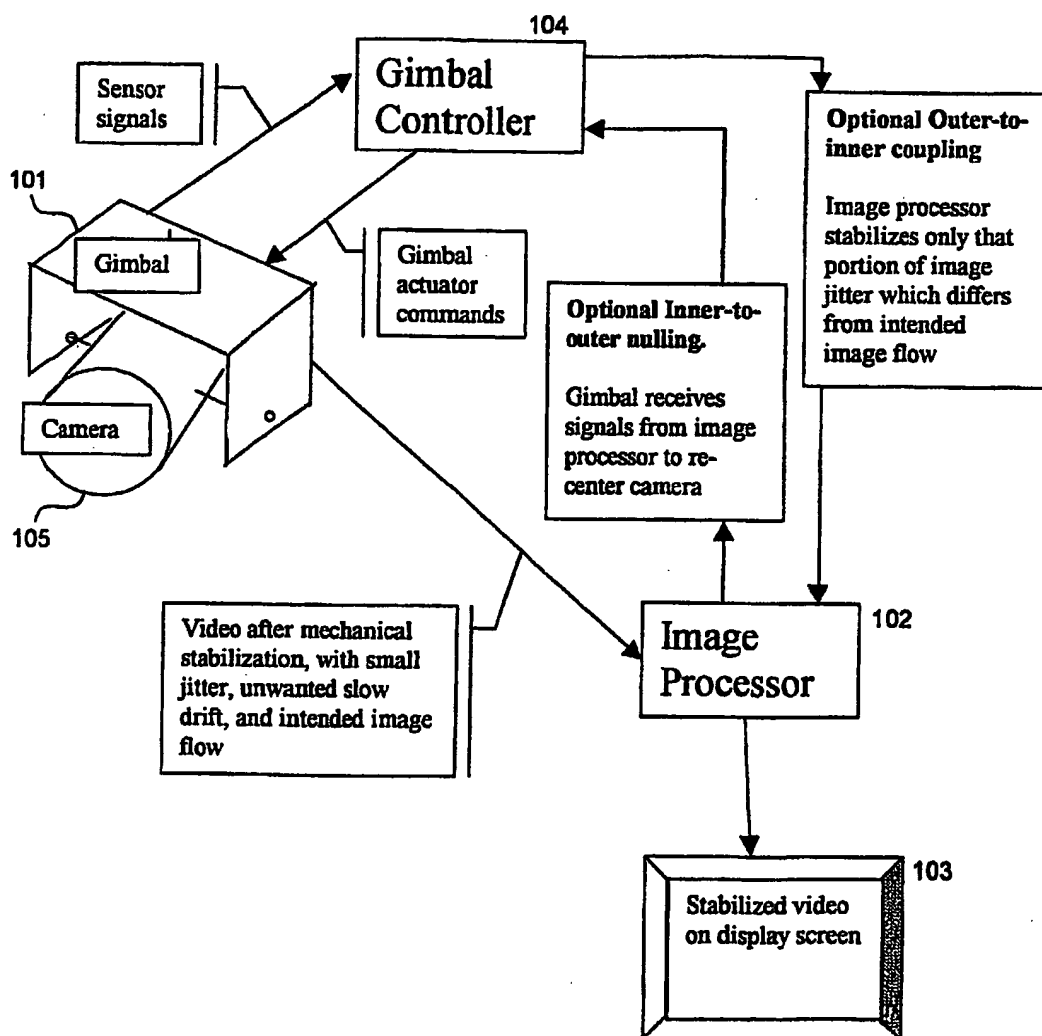 104
Gimbal
Controller
Sensor
signals
Optional Outer-to-
inner coupling
Image processor
stabilizes only that
portion of image
jitter which differs
from intended
image flow
101
Gimbal
Gimbal
actuator
commands
Optional Inner-to-
outer nulling.
Gimbal receives
signals from image
processor to re-
center camera
Camera
105
Video after mechanical
stabilization, with small
jitter, unwanted slow
drift, and intended image
flow
Image
Processor
102
103
Stabilized video
on display screen